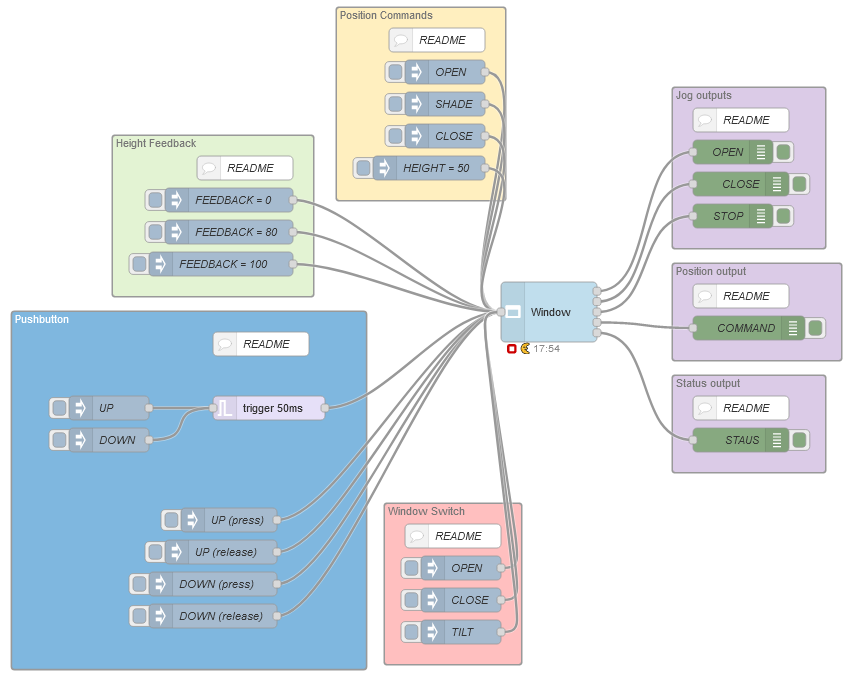 Position Commands
README
OPEN
SHADE
CLOSE
HEIGHT = 50
Height Feedback
README
FEEDBACK = 0
FEEDBACK = 80
FEEDBACK = 100
Pushbutton
README
UP
DOWN
trigger 50ms
UP (press)
UP (release)
DOWN (press)
DOWN (release)
Window
17:54
Window Switch
README
OPEN
CLOSE
TILT
Jog outputs
README
OPEN
CLOSE
STOP
Position output
README
COMMAND
Status output
README
STAUS